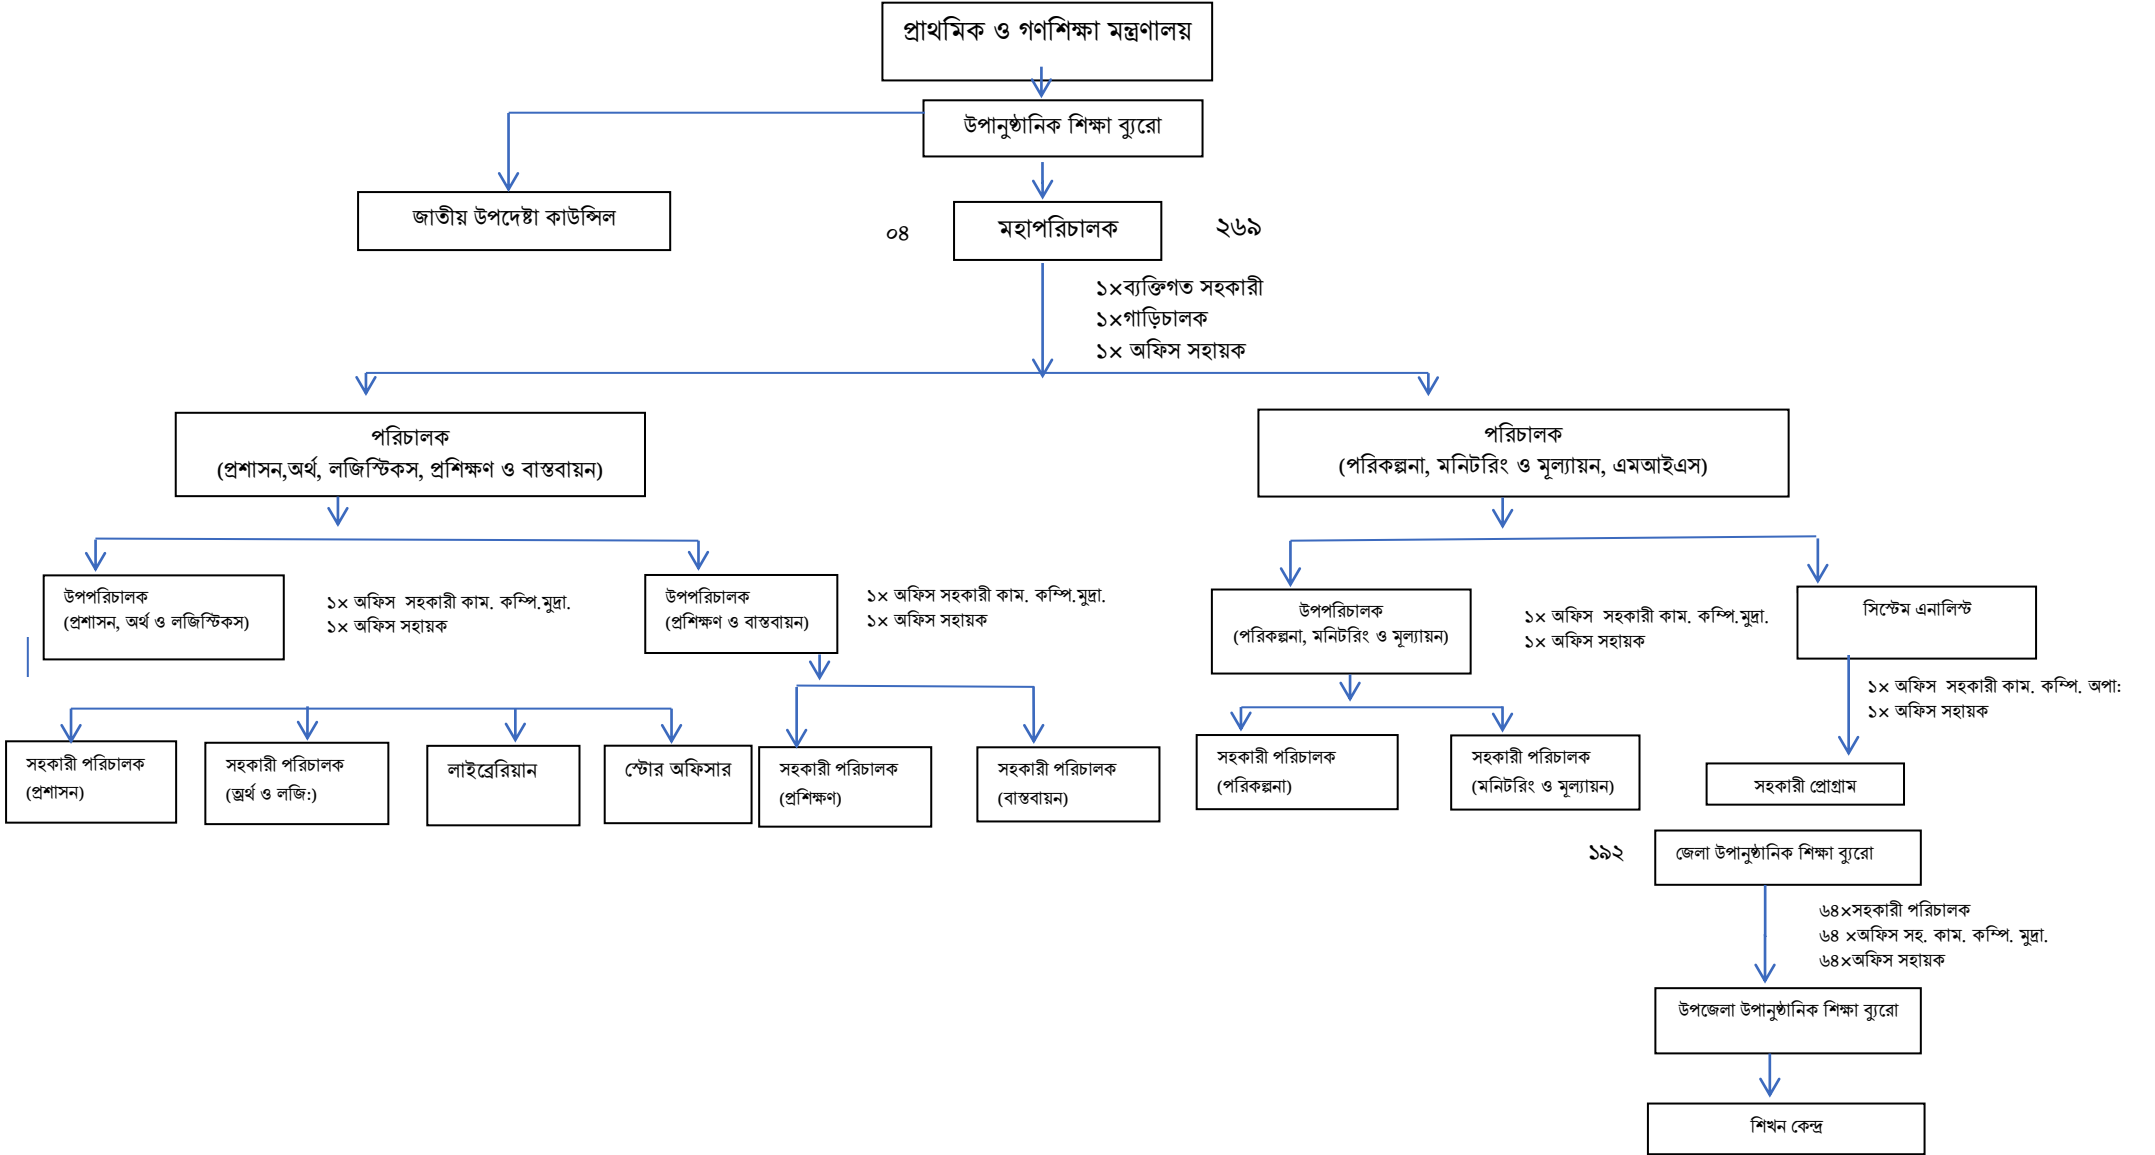 প্রাথমিক ও গণশিক্ষা মন্ত্রণালয়
উপানুষ্ঠানিক শিক্ষা ব্যুরো
জাতীয় উপদেষ্টা কাউন্সিল
০৪
মহাপরিচালক
২৬৯
১×ব্যক্তিগত সহকারী
১×গাড়িচালক
১× অফিস সহায়ক
পরিচালক
(প্রশাসন,অর্থ, লজিস্টিকস, প্রশিক্ষণ ও বাস্তবায়ন)
পরিচালক
(পরিকল্পনা, মনিটরিং ও মূল্যায়ন, এমআইএস)
উপপরিচালক
(প্রশাসন, অর্থ ও লজিস্টিকস)
১× অফিস সহকারী কাম. কম্পি.মুদ্রা.
১× অফিস সহায়ক
উপপরিচালক
(প্রশিক্ষণ ও বাস্তবায়ন)
১× অফিস সহকারী কাম. কম্পি.মুদ্রা.
১× অফিস সহায়ক
উপপরিচালক
(পরিকল্পনা, মনিটরিং ও মূল্যায়ন)
১× অফিস সহকারী কাম. কম্পি.মুদ্রা.
১× অফিস সহায়ক
সিস্টেম এনালিস্ট
১× অফিস সহকারী কাম. কম্পি. অপা:
১× অফিস সহায়ক
সহকারী পরিচালক
(প্রশাসন)
সহকারী পরিচালক
(অর্থ ও লজি:)
লাইব্রেরিয়ান
স্টোর অফিসার
সহকারী পরিচালক
(প্রশিক্ষণ)
সহকারী পরিচালক
(বাস্তবায়ন)
সহকারী পরিচালক
(পরিকল্পনা)
সহকারী পরিচালক
(মনিটরিং ও মূল্যায়ন)
সহকারী প্রোগ্রাম
১৯২
জেলা উপানুষ্ঠানিক শিক্ষা ব্যুরো
৬৪×সহকারী পরিচালক
৬৪ ×অফিস সহ. কাম. কম্পি. মুদ্রা.
৬৪×অফিস সহায়ক
উপজেলা উপানুষ্ঠানিক শিক্ষা ব্যুরো
শিখন কেন্দ্র